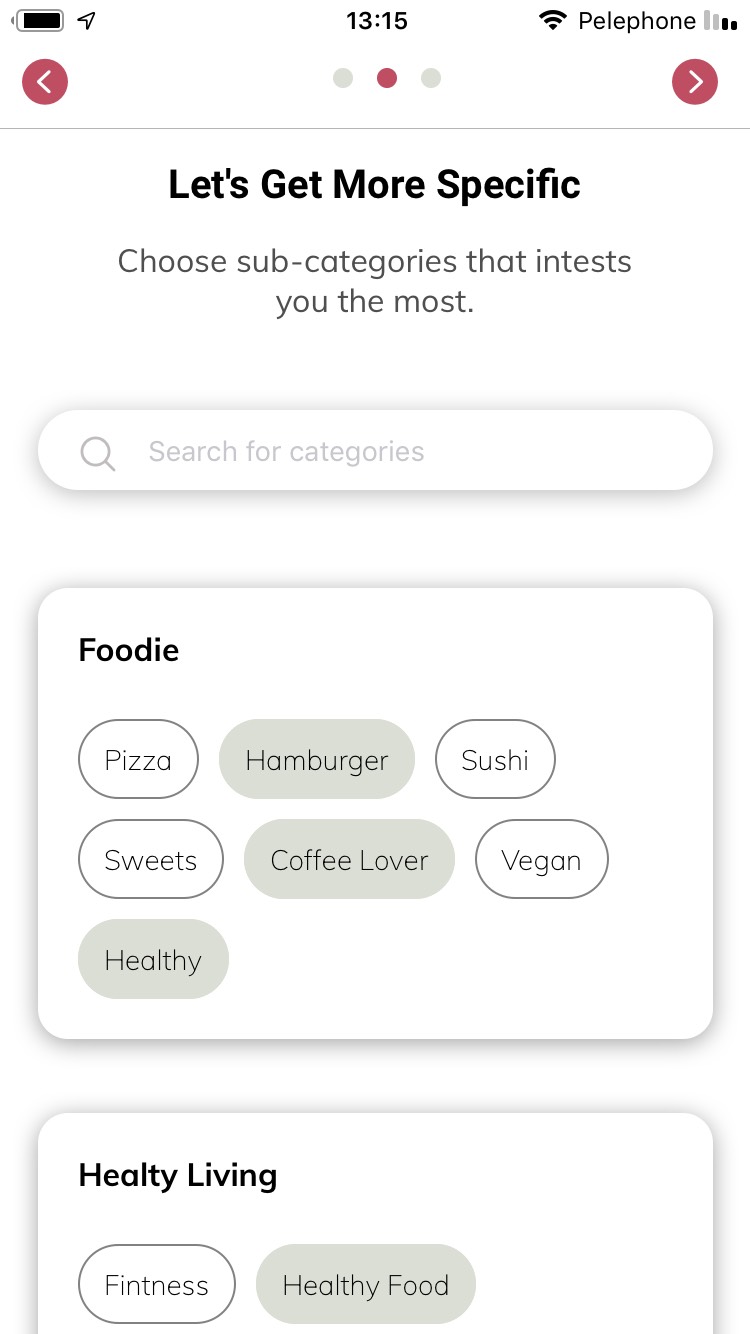 13:15
Pelephone
Let's Get More Specific
Choose sub-categories that intests
you the most.
Search for categories
Foodie
Pizza Hamburger Sushi
Sweets Coffee Lover Vegan
Healthy
Healty Living
Fintness Healthy Food